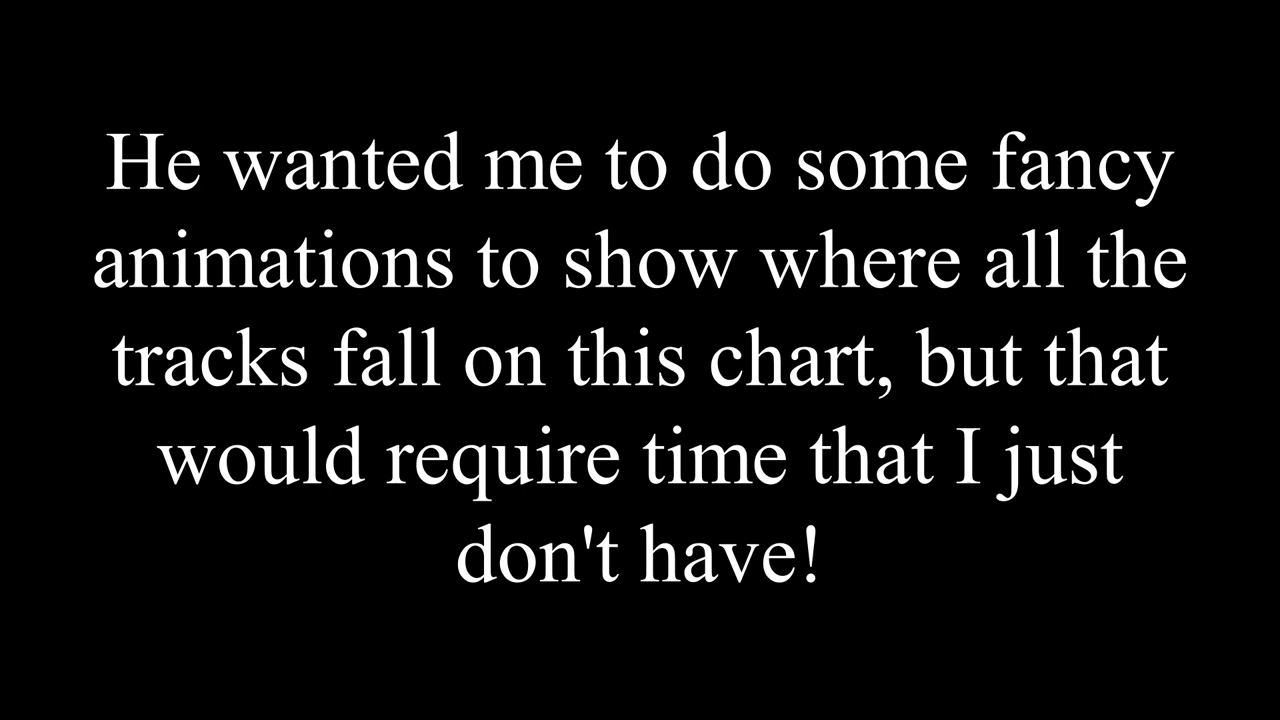 He wanted me to do some fancy
animations to show where all the
tracks fall on this chart, but that
would require time that I just
don't have!